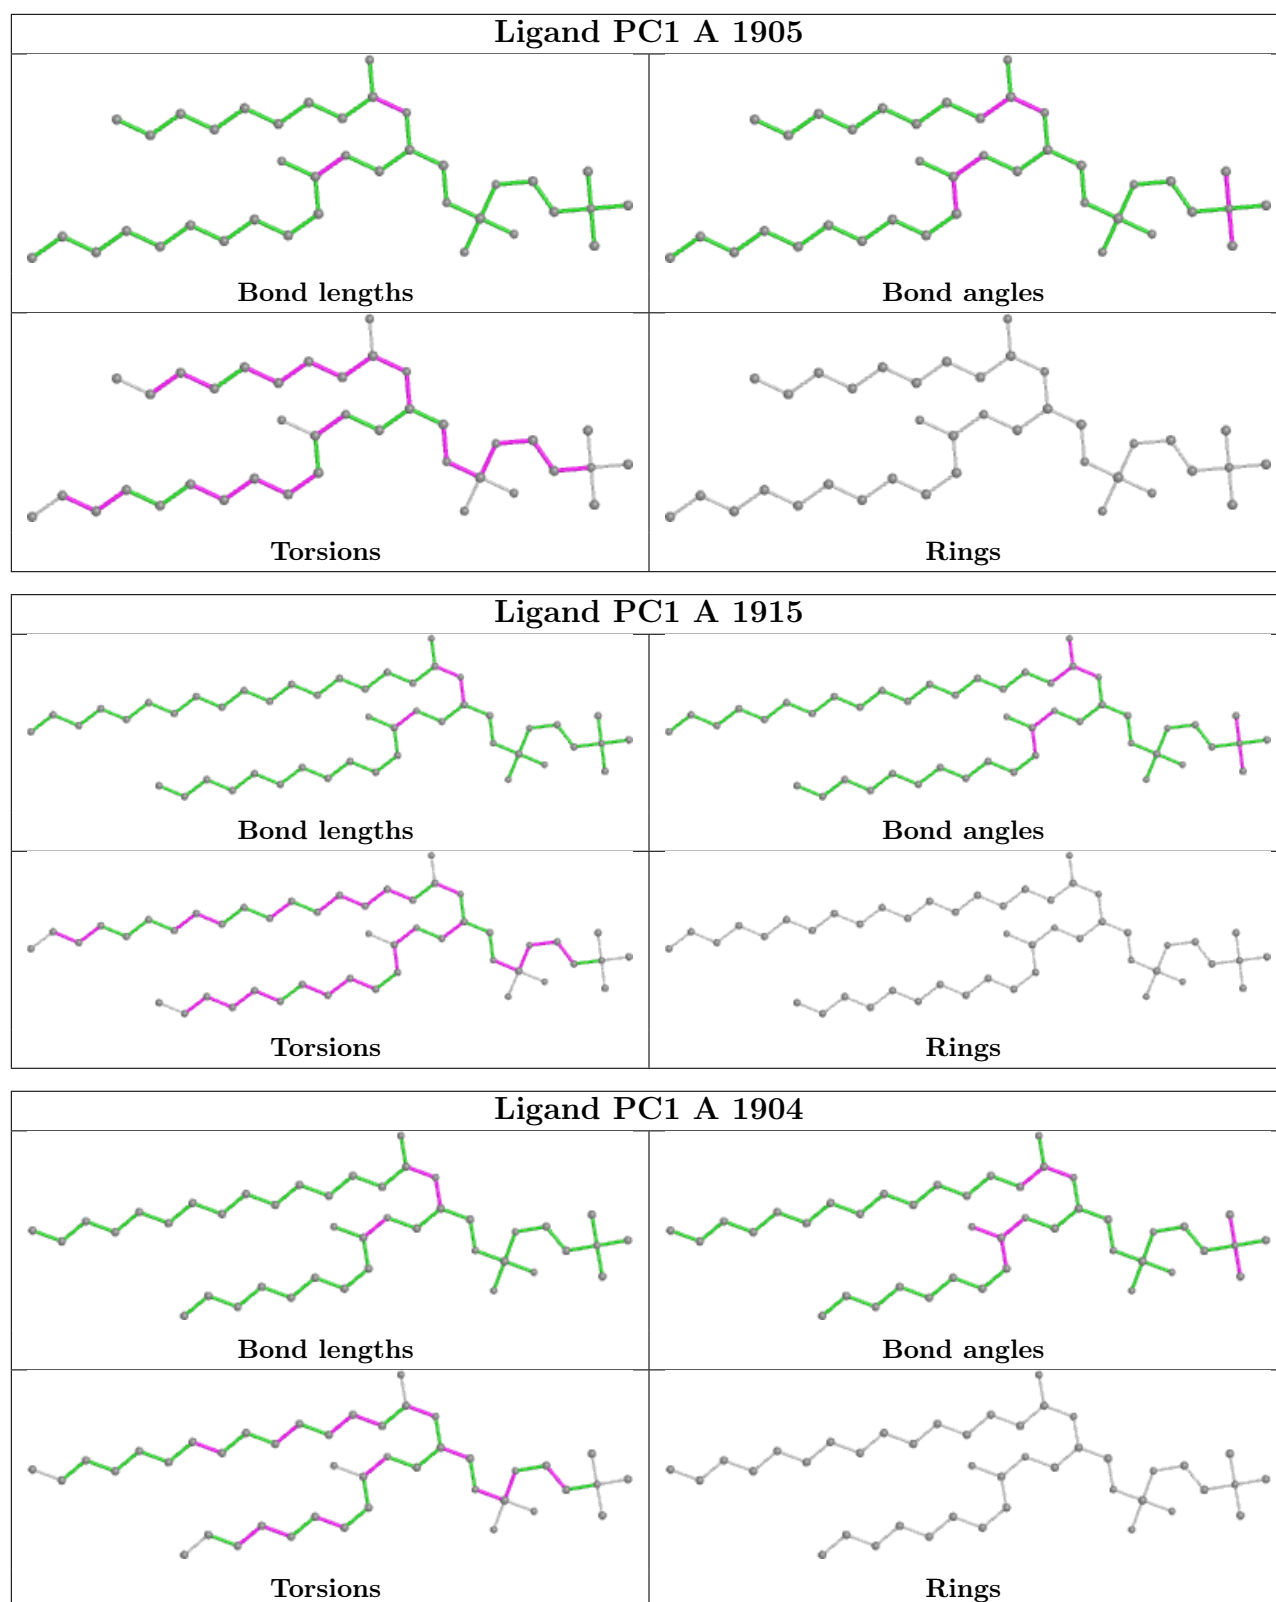 Ligand PC1 A 1905
Bond lengths
Bond angles
Torsions
Rings
Ligand PC1 A 1915
Bond lengths
Bond angles
Torsions
Rings
Ligand PC1 A 1904
Bond lengths
Bond angles
Torsions
Rings